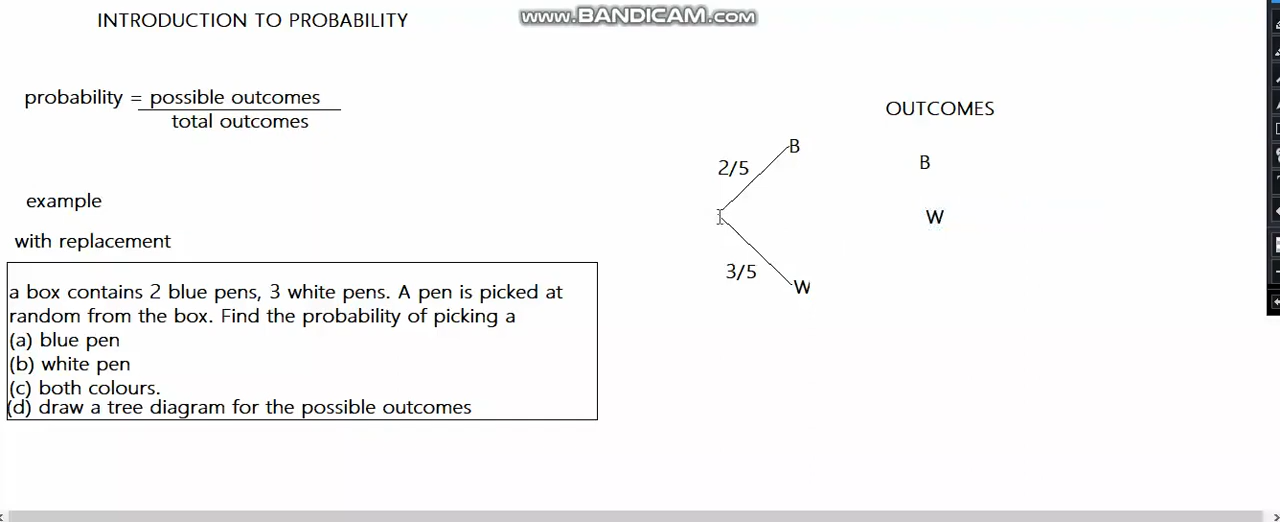 www.BANDICAM.com
INTRODUCTION TO PROBABILITY
probability = possible outcomes
total outcomes
example
with replacement
a box contains 2 blue pens, 3 white pens. A pen is picked at
random from the box. Find the probability of picking a
(a) blue pen
(b) white pen
(c) both colours.
(d) draw a tree diagram for the possible outcomes
OUTCOMES
B
2/5
B
W
3/5
W